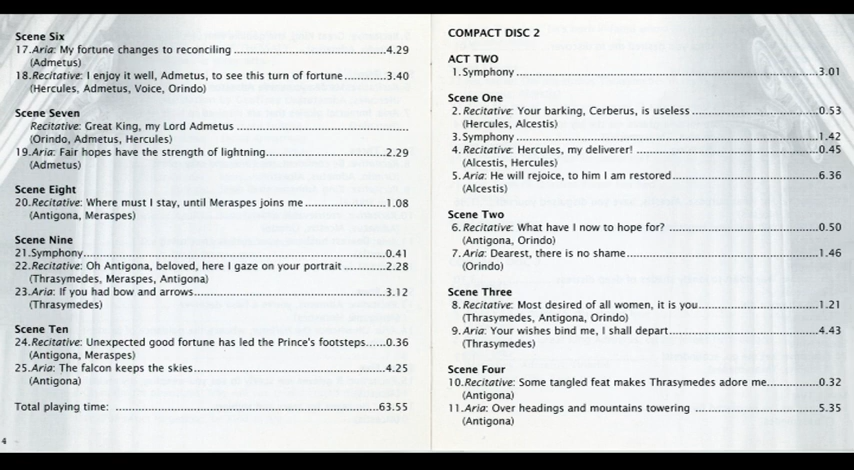 Scene Six
17.Aria: My fortune changes to reconciling ..........4.29
(Admetus)
18.Recitative: I enjoy it well, Admetus, to see this turn of fortune..........3.40
(Hercules, Admetus, Voice, Orindo)
Scene Seven
Recitative: Great King, my Lord Admetus ..........
(Orindo, Admetus, Hercules)
19.Aria: Fair hopes have the strength of lightning..........2.29
(Admetus)
Scene Eight
20.Recitative: Where must I stay, until Meraspes joins me ..........1.08
(Antigona, Meraspes)
Scene Nine
21.Symphony..........0.41
22.Recitative: Oh Antigona, beloved, here I gaze on your portrait ..........2.28
(Thrasymedes, Meraspes, Antigona)
23.Aria: If you had bow and arrows..........3.12
(Thrasymedes)
Scene Ten
24.Recitative: Unexpected good fortune has led the Prince's footsteps......0.36
(Antigona, Meraspes)
25.Aria: The falcon keeps the skies..........4.25
(Antigona)
Total playing time: ..........63.55
4
COMPACT DISC 2
ACT TWO
1.Symphony..........3.01
Scene One
2.Recitative: Your barking, Cerberus, is useless ..........0.53
(Hercules, Alcestis)
3.Symphony..........1.42
4.Recitative: Hercules, my deliverer! ..........0.45
(Alcestis, Hercules)
5.Aria: He will rejoice, to him I am restored..........6.36
(Alcestis)
Scene Two
6.Recitative: What have I now to hope for? ..........0.50
(Antigona, Orindo)
7.Aria: Dearest, there is no shame..........1.46
(Orindo)
Scene Three
8.Recitative: Most desired of all women, it is you..........1.21
(Thrasymedes, Antigona, Orindo)
9.Aria: Your wishes bind me, I shall depart..........4.43
(Thrasymedes)
Scene Four
10.Recitative: Some tangled feat makes Thrasymedes adore me..........0.32
(Antigona)
11.Aria: Over headings and mountains towering ..........5.35
(Antigona)